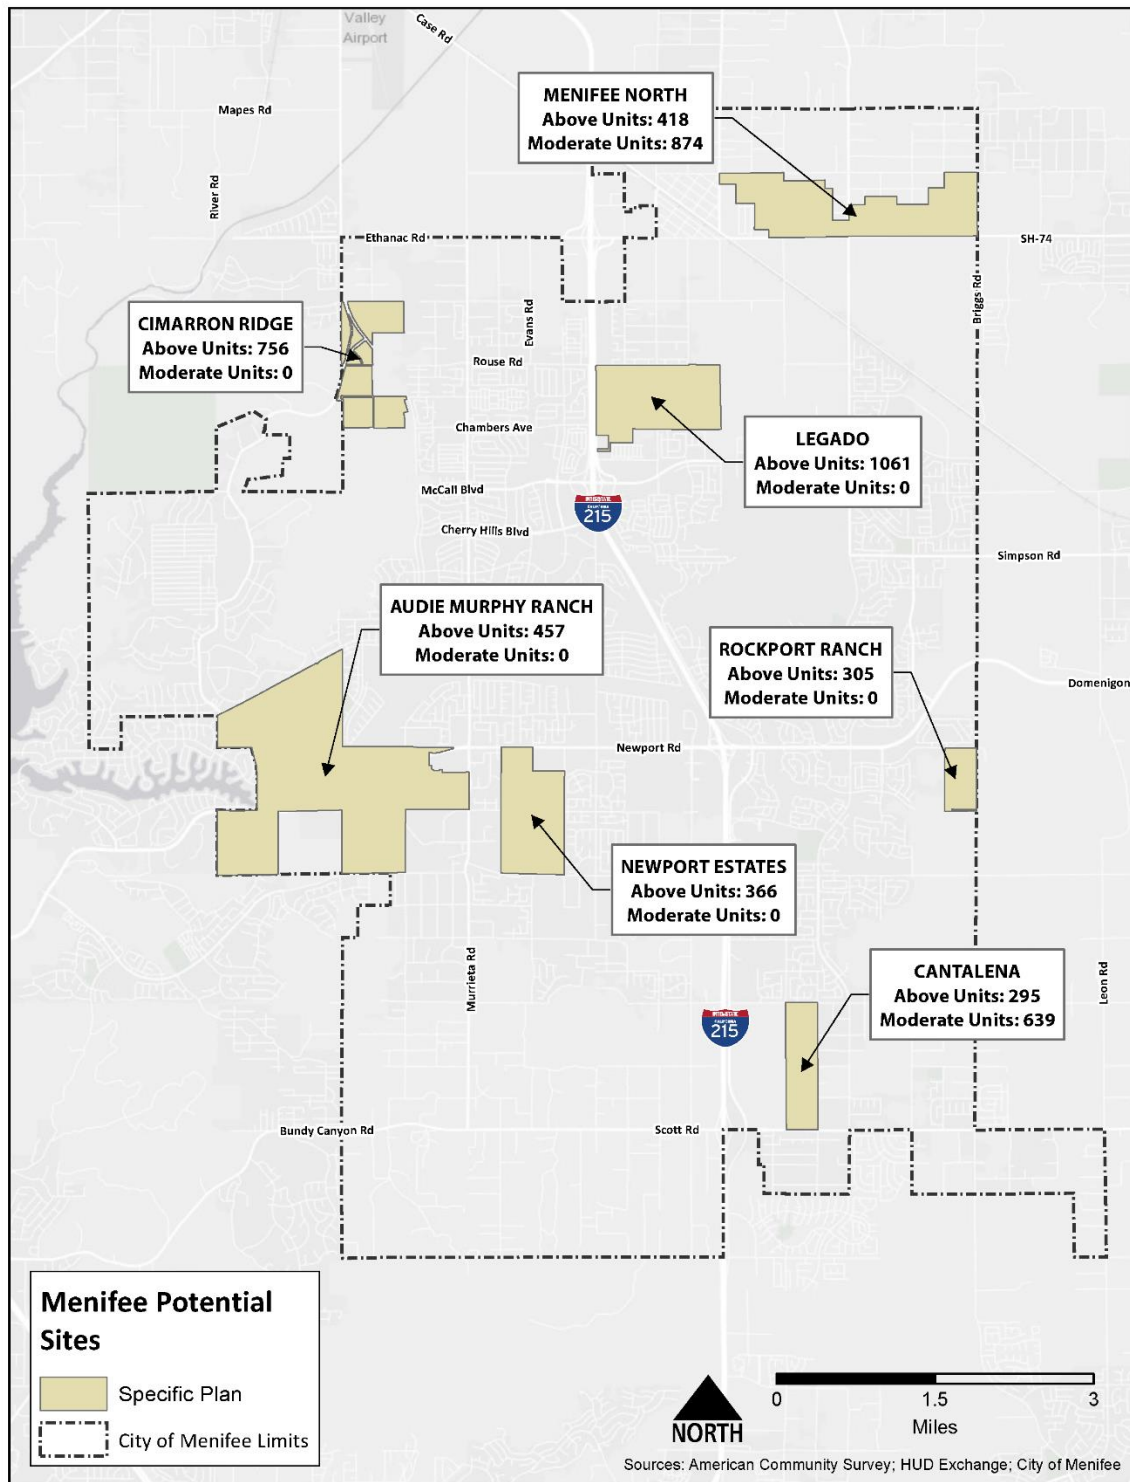 Valley
Airport
Case Rd
Mapes Rd
MENIFEE NORTH
Above Units: 418
Moderate Units: 874
River Rd
Ethanac Rd
SH-74
Briggs Rd
CIMARRON RIDGE
Above Units: 756
Moderate Units: 0
Evans Rd
Rouse Rd
Chambers Ave
LEGADO
Above Units: 1061
Moderate Units: 0
McCall Blvd
INTERSTATE
CALIFORNIA
215
Cherry Hills Blvd
Simpson Rd
AUDIE MURPHY RANCH
Above Units: 457
Moderate Units: 0
ROCKPORT RANCH
Above Units: 305
Moderate Units: 0
Domenigon
Newport Rd
NEWPORT ESTATES
Above Units: 366
Moderate Units: 0
Murrieta Rd
CANTALENA
Above Units: 295
Moderate Units: 639
Leon Rd
INTERSTATE
CALIFORNIA
215
Bundy Canyon Rd
Scott Rd
Menifee Potential
Sites
Specific Plan
City of Menifee Limits
NORTH
0 1.5 3
Miles
Sources: American Community Survey; HUD Exchange; City of Menifee